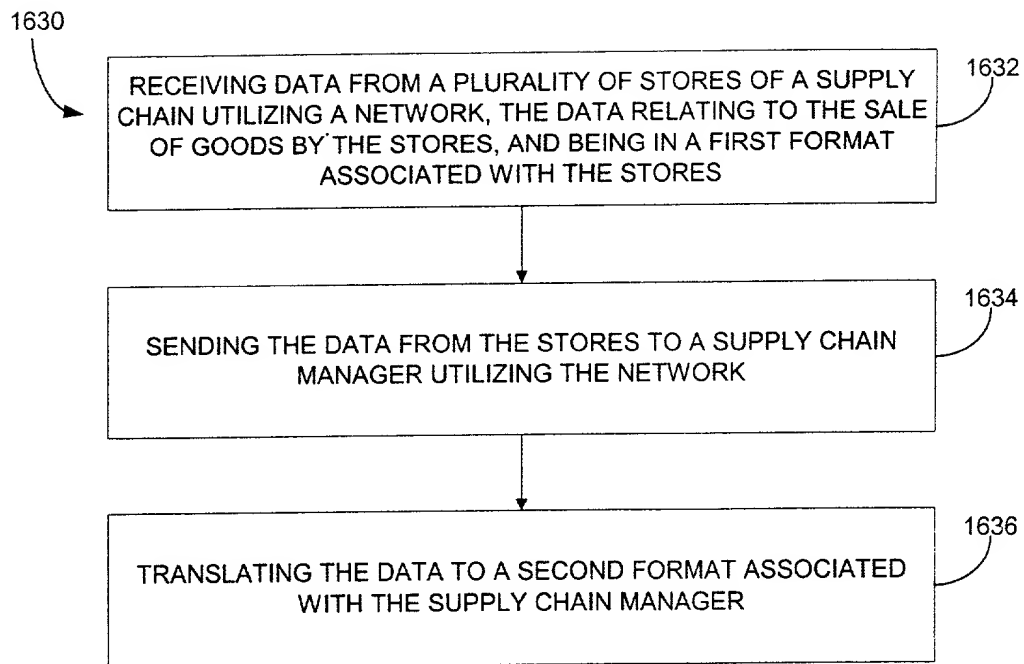 1630
1632
RECEIVING DATA FROM A PLURALITY OF STORES OF A SUPPLY
CHAIN UTILIZING A NETWORK, THE DATA RELATING TO THE SALE
OF GOODS BY THE STORES, AND BEING IN A FIRST FORMAT
ASSOCIATED WITH THE STORES
1634
SENDING THE DATA FROM THE STORES TO A SUPPLY CHAIN
MANAGER UTILIZING THE NETWORK
1636
TRANSLATING THE DATA TO A SECOND FORMAT ASSOCIATED
WITH THE SUPPLY CHAIN MANAGER